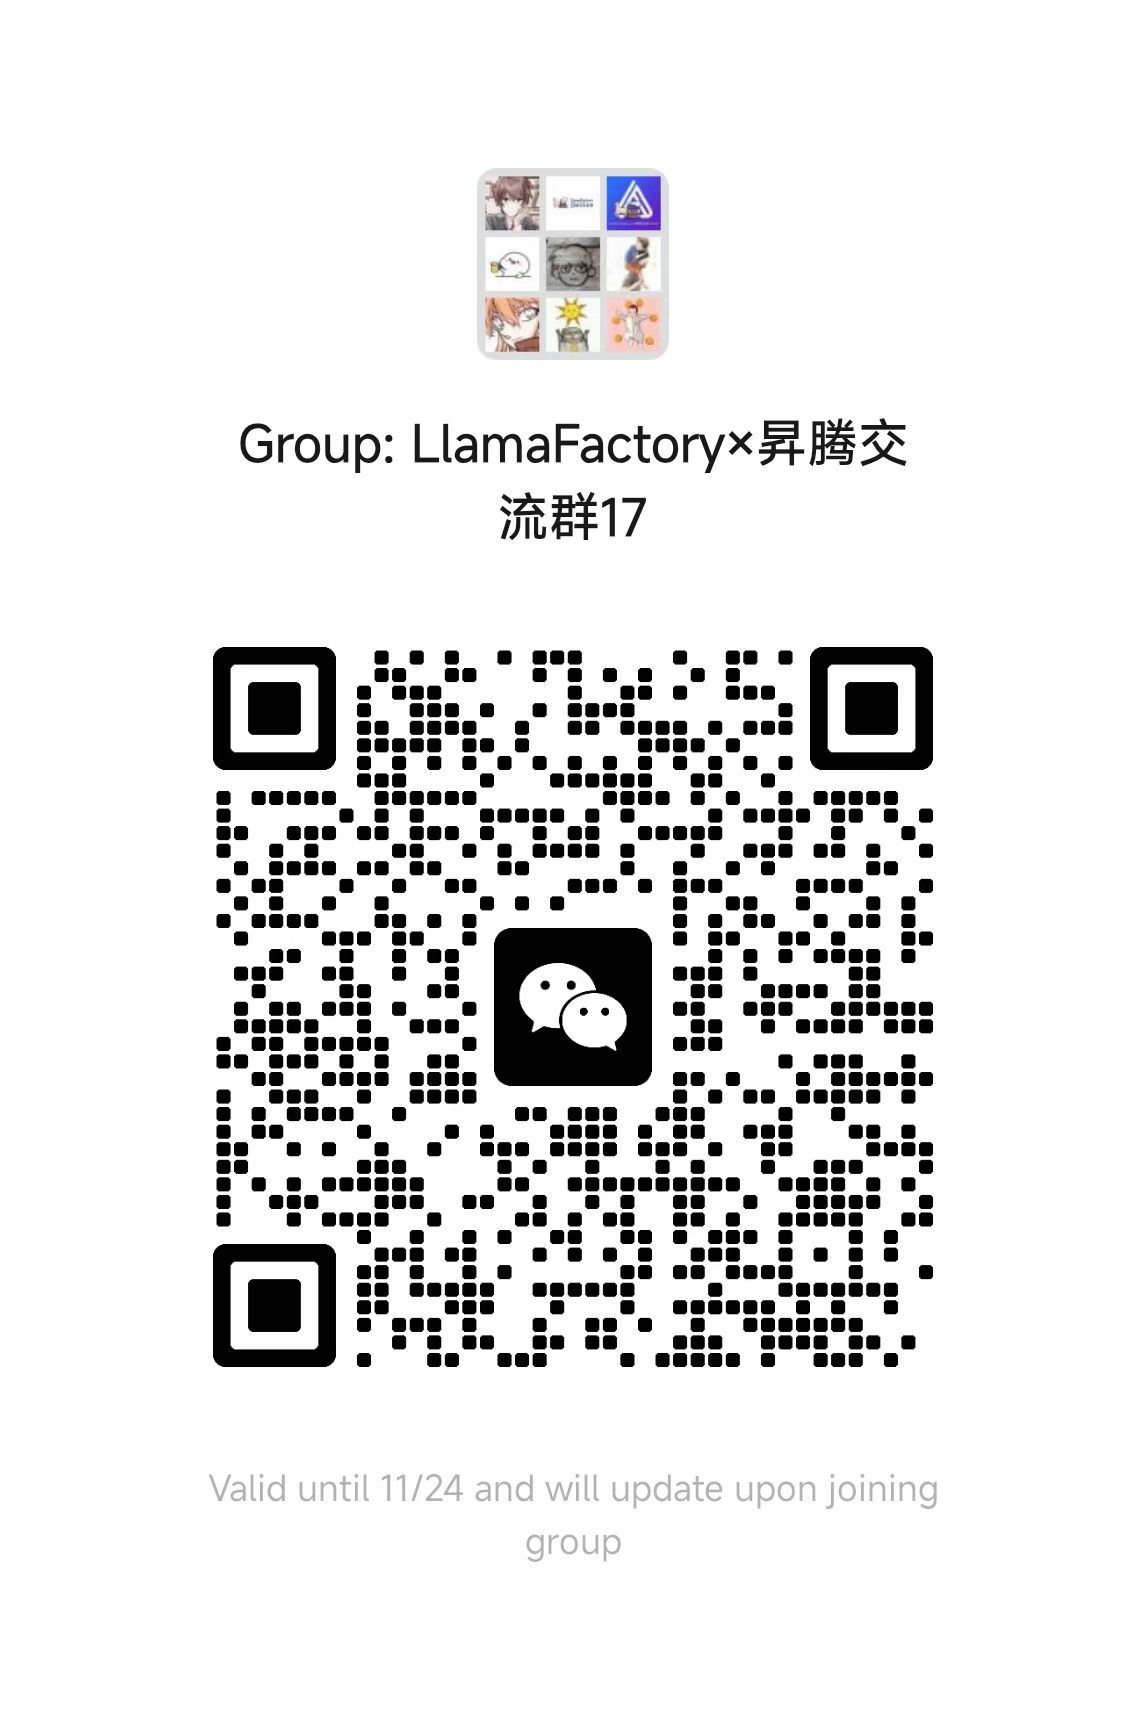 Group: LlamaFactory×昇腾交
流群17
Valid until 11/24 and will update upon joining
group